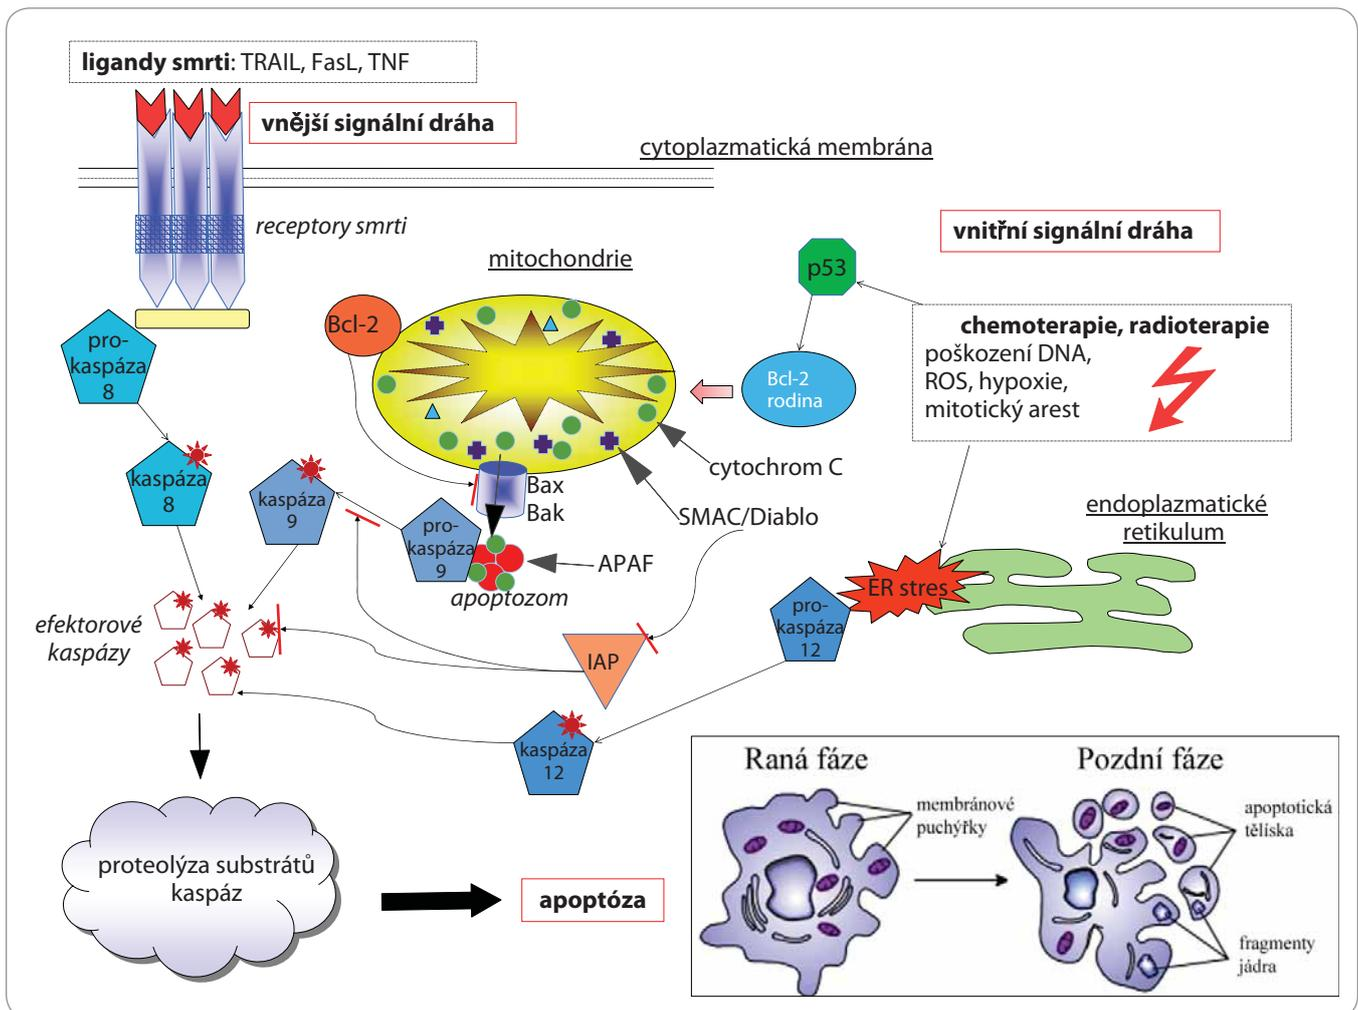 ligandy smrti: TRAIL, FasL, TNF
vnější signální dráha
cytoplazmatická membrána
receptory smrti
vnitřní signální dráha
mitochondrie
p53
Bcl-2
pro-
kaspáza
8
Bcl-2
rodina
chemoterapie, radioterapie
poškození DNA,
ROS, hypoxie,
mitotický arest
kaspáza
8
kaspáza
9
cytochrom C
Bax
Bak
SMAC/Diablo
endoplazmatické
retikulum
pro-
kaspáza
9
APAF
apoptozom
ER stres
pro-
kaspáza
12
efektorové
kaspázy
IAP
kaspáza
12
proteolýza substrátů
kaspáz
apoptóza
Raná fáze
Pozdní fáze
membránové
puchýřky
apoptotická
tělíska
fragmenty
jádra